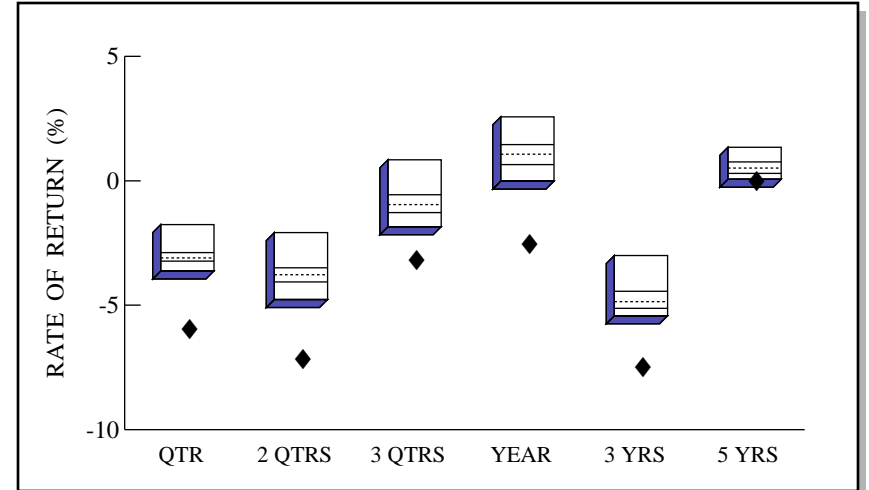 5
0
-5
-10
RATE OF RETURN (%)
QTR 2 QTRS 3 QTRS YEAR 3 YRS 5 YRS